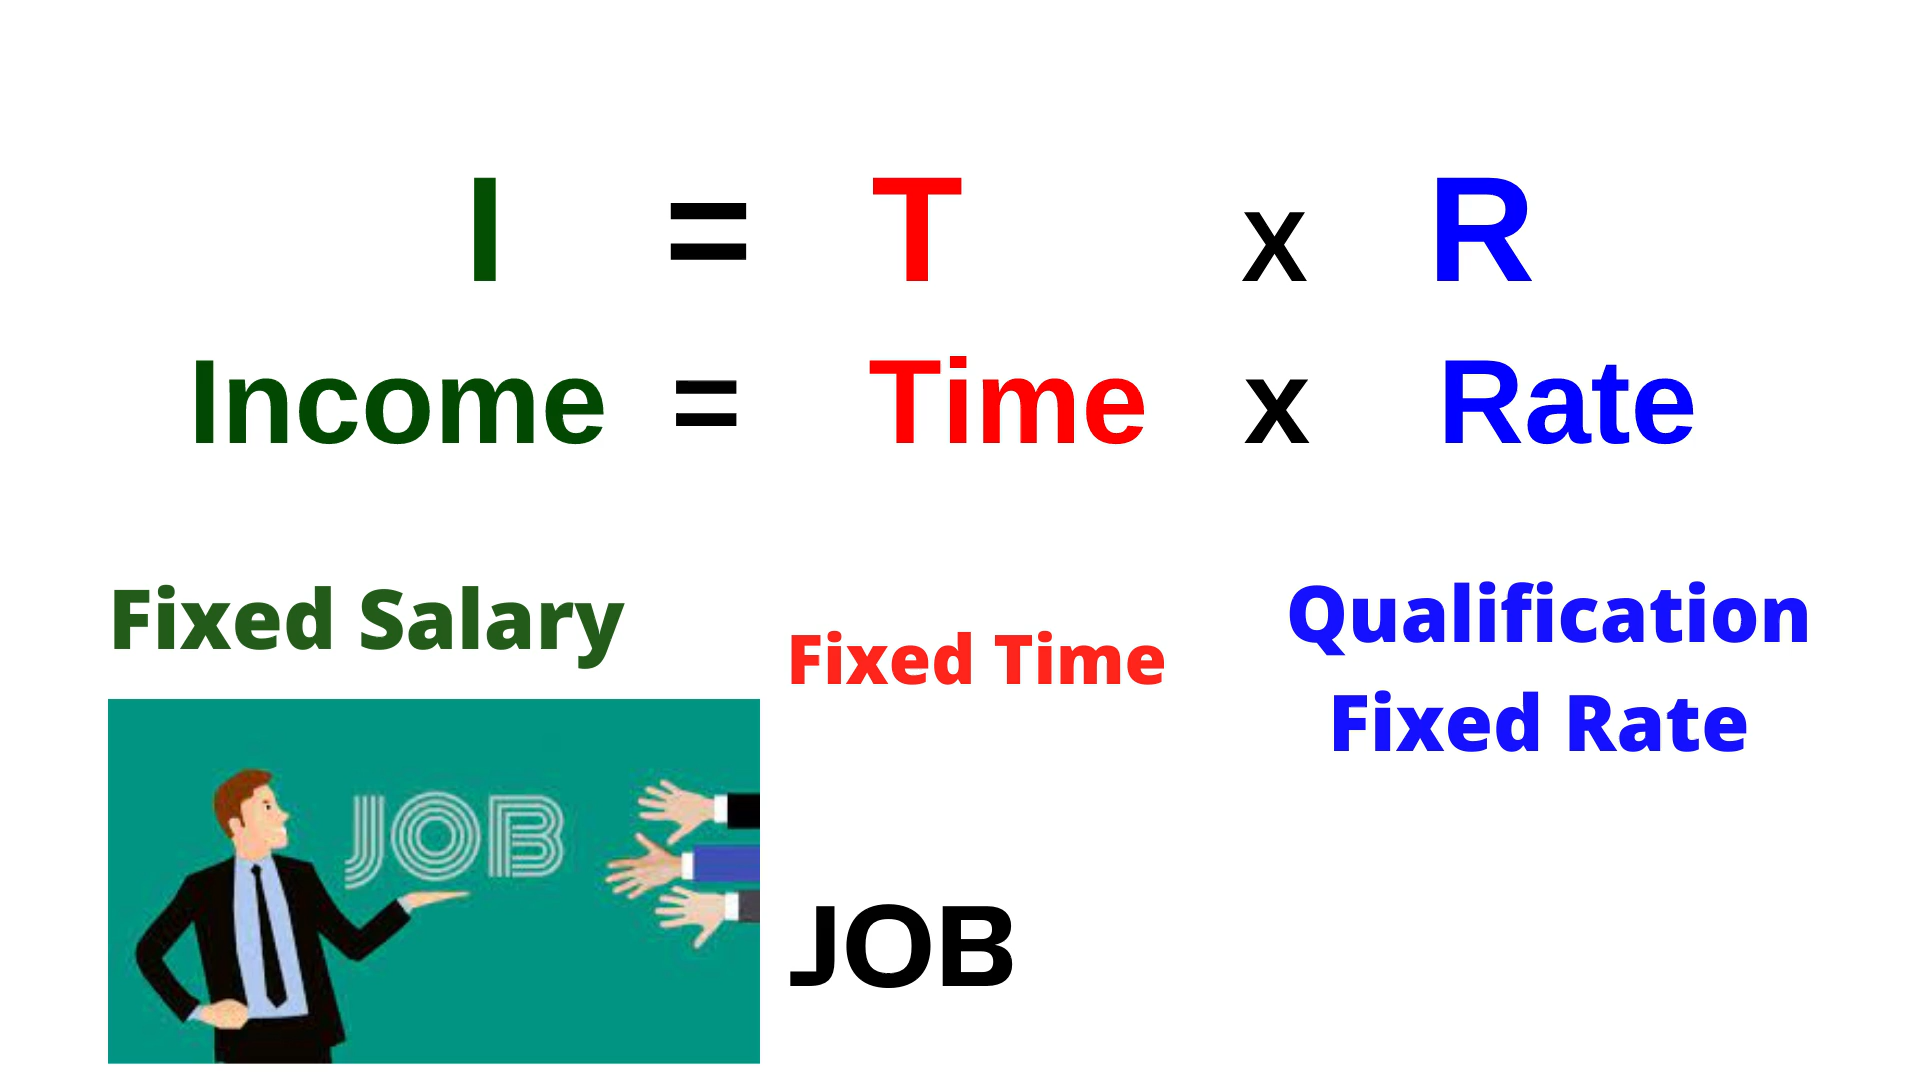 I = T x R
Income = Time x Rate
Fixed Salary
Fixed Time
Qualification
Fixed Rate
JOB
JOB